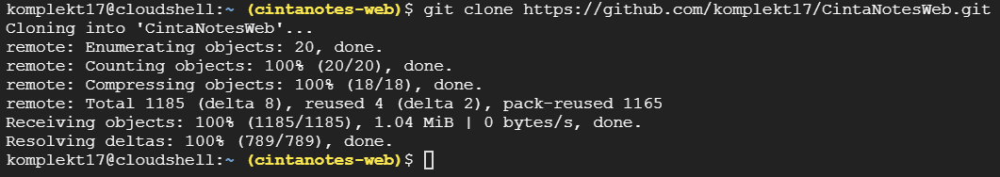 komplekt17@cloudshell:~ (cintanotes-web)$ git clone https://github.com/komplekt17/CintaNotesWeb.git
Cloning into 'CintaNotesWeb'...
remote: Enumerating objects: 20, done.
remote: Counting objects: 100% (20/20), done.
remote: Compressing objects: 100% (18/18), done.
remote: Total 1185 (delta 8), reused 4 (delta 2), pack-reused 1165
Receiving objects: 100% (1185/1185), 1.04 MiB | 0 bytes/s, done.
Resolving deltas: 100% (789/789), done.
komplekt17@cloudshell:~ (cintanotes-web)$